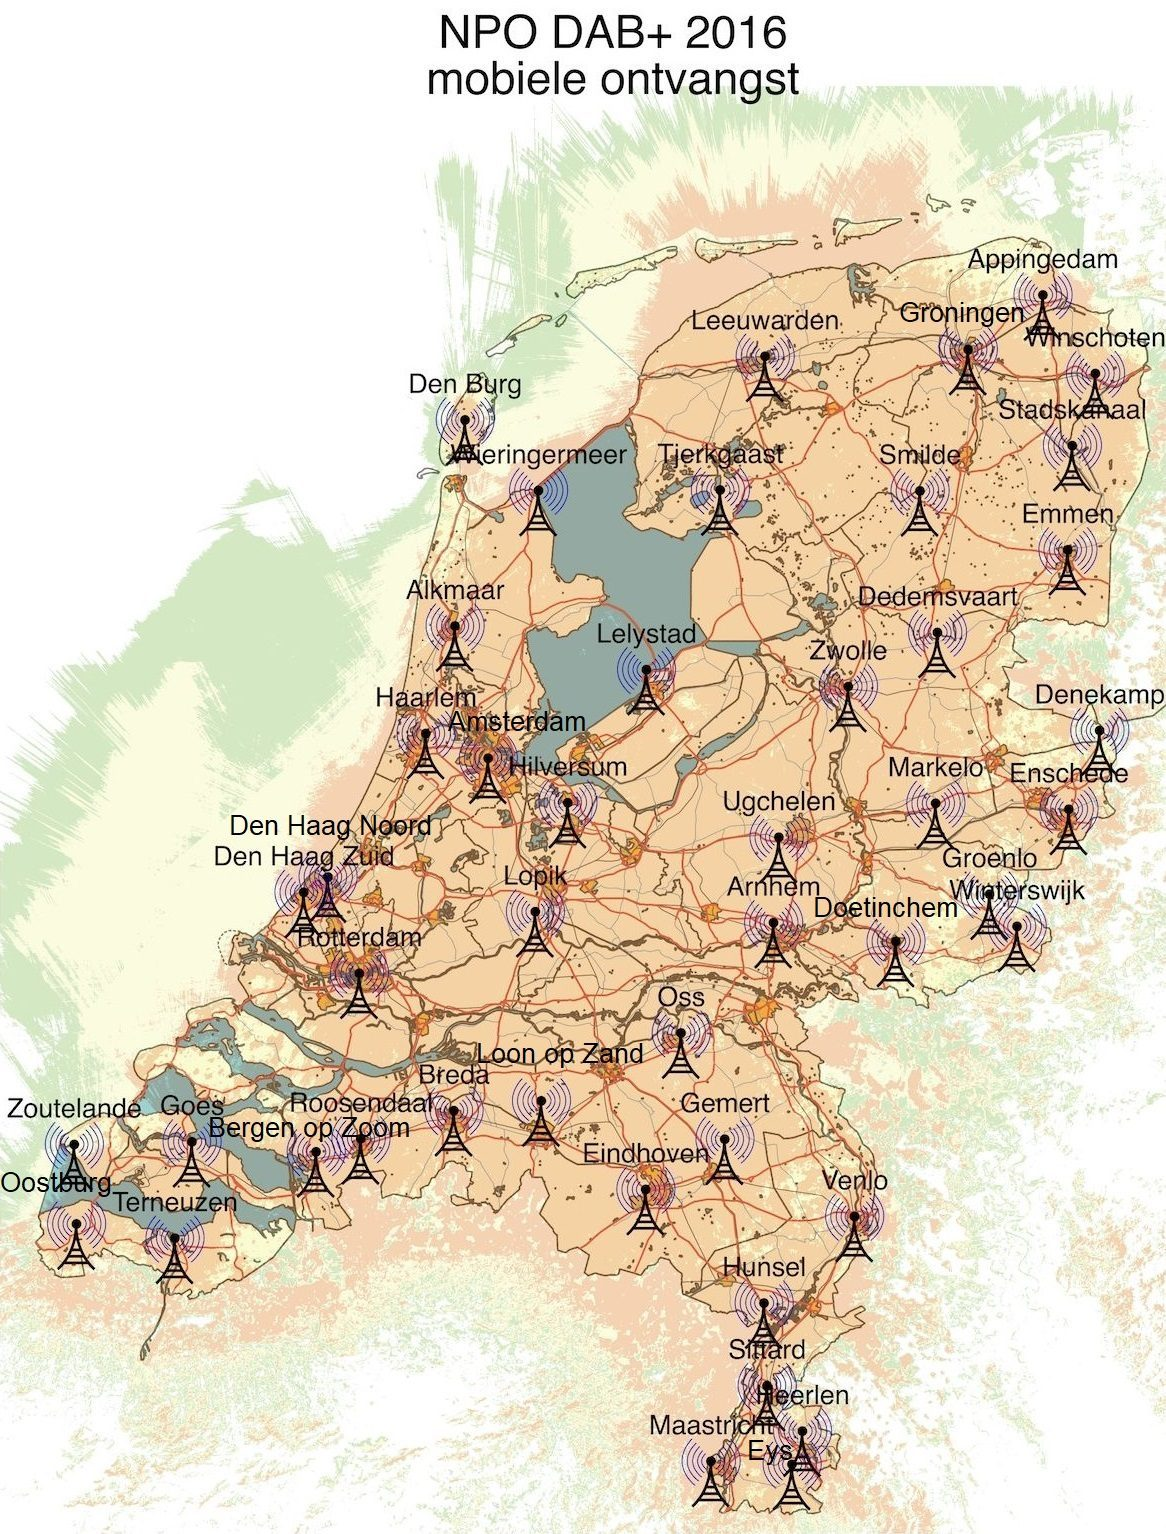 NPO DAB+ 2016
mobiele ontvangst
Appingedam
Groningen
Leeuwarden
Winschoten
Den Burg
Stadskanaal
Wieringermeer
Tjerkgaast
Smilde
Emmen
Alkmaar
Dedemsvaart
Lelystad
Zwolle
Haarlem
Denekamp
Amsterdam
Hilversum
Markelo
Enschede
Ugchelen
Den Haag Noord
Den Haag Zuid
Groenlo
Lopik
Arnhem
Winterswijk
Doetinchem
Rotterdam
Oss
Loon op Zand
Breda
Zoutelande
Goes
Roosendaal
Gemert
Bergen op Zoom
Eindhoven
Oostburg
Venlo
Terneuzen
Hunsel
Sittard
Heerlen
Maastricht
Eys